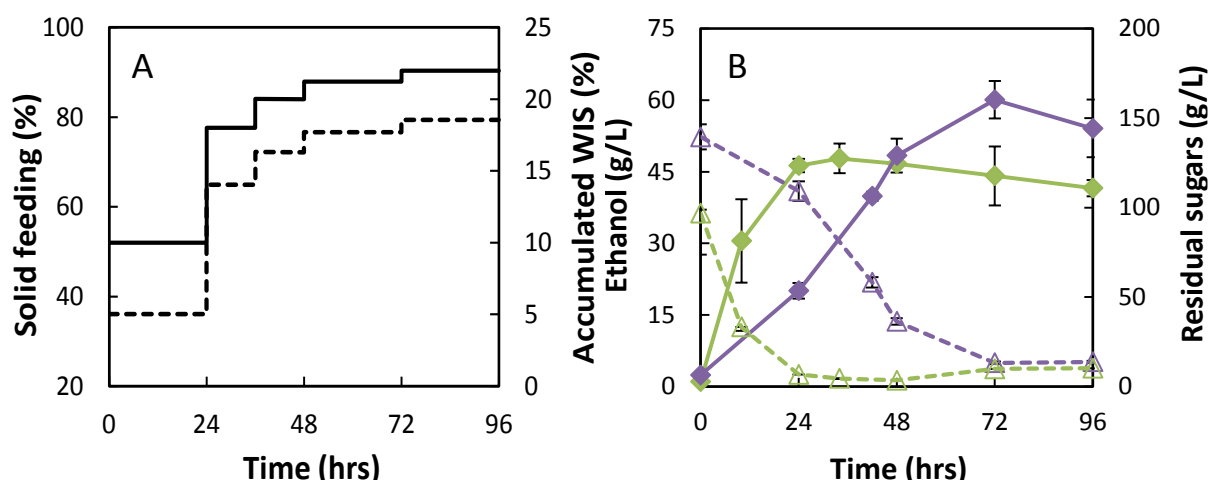 A
Solid feeding (%)
100
80
60
40
20
25
20
15
10
5
0
Accumulated WIS (%)
0 24 48 72 96
Time (hrs)
B
Ethanol (g/L)
75
60
45
30
15
0
200
150
100
50
0
Residual sugars (g/L)
0 24 48 72 96
Time (hrs)